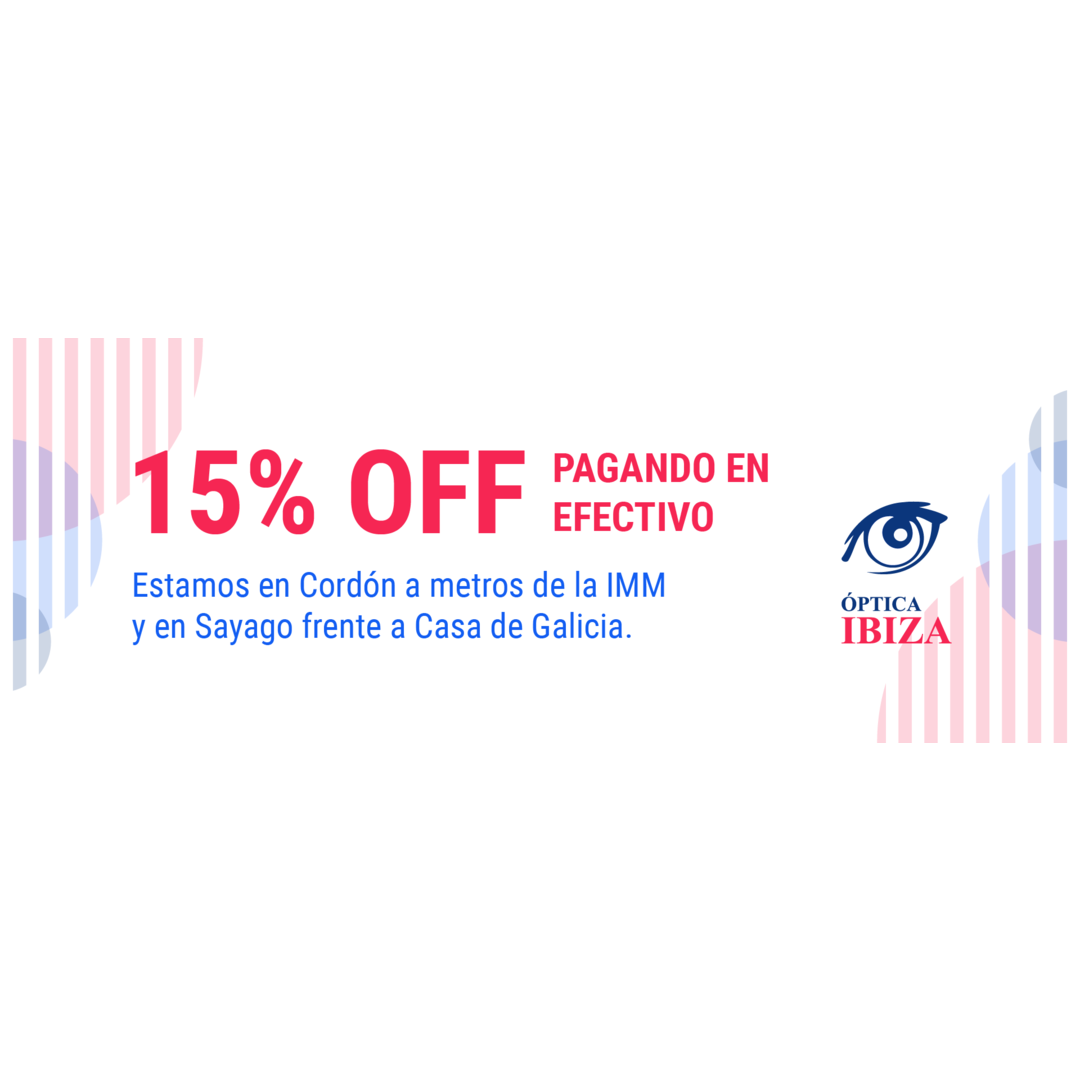 15% OFF
PAGANDO EN
EFECTIVO
Estamos en Cordón a metros de la IMM
y en Sayago frente a Casa de Galicia.
ÓPTICA
IBIZA